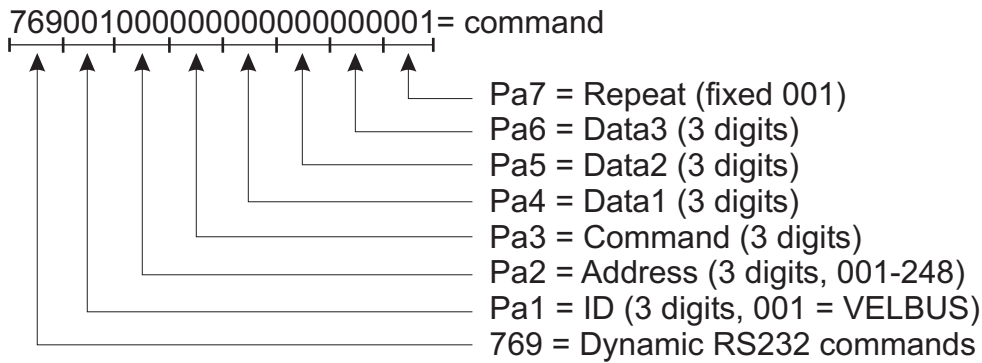 769001000000000000000001= command
Pa7 = Repeat (fixed 001)
Pa6 = Data3 (3 digits)
Pa5 = Data2 (3 digits)
Pa4 = Data1 (3 digits)
Pa3 = Command (3 digits)
Pa2 = Address (3 digits, 001-248)
Pa1 = ID (3 digits, 001 = VELBUS)
769 = Dynamic RS232 commands